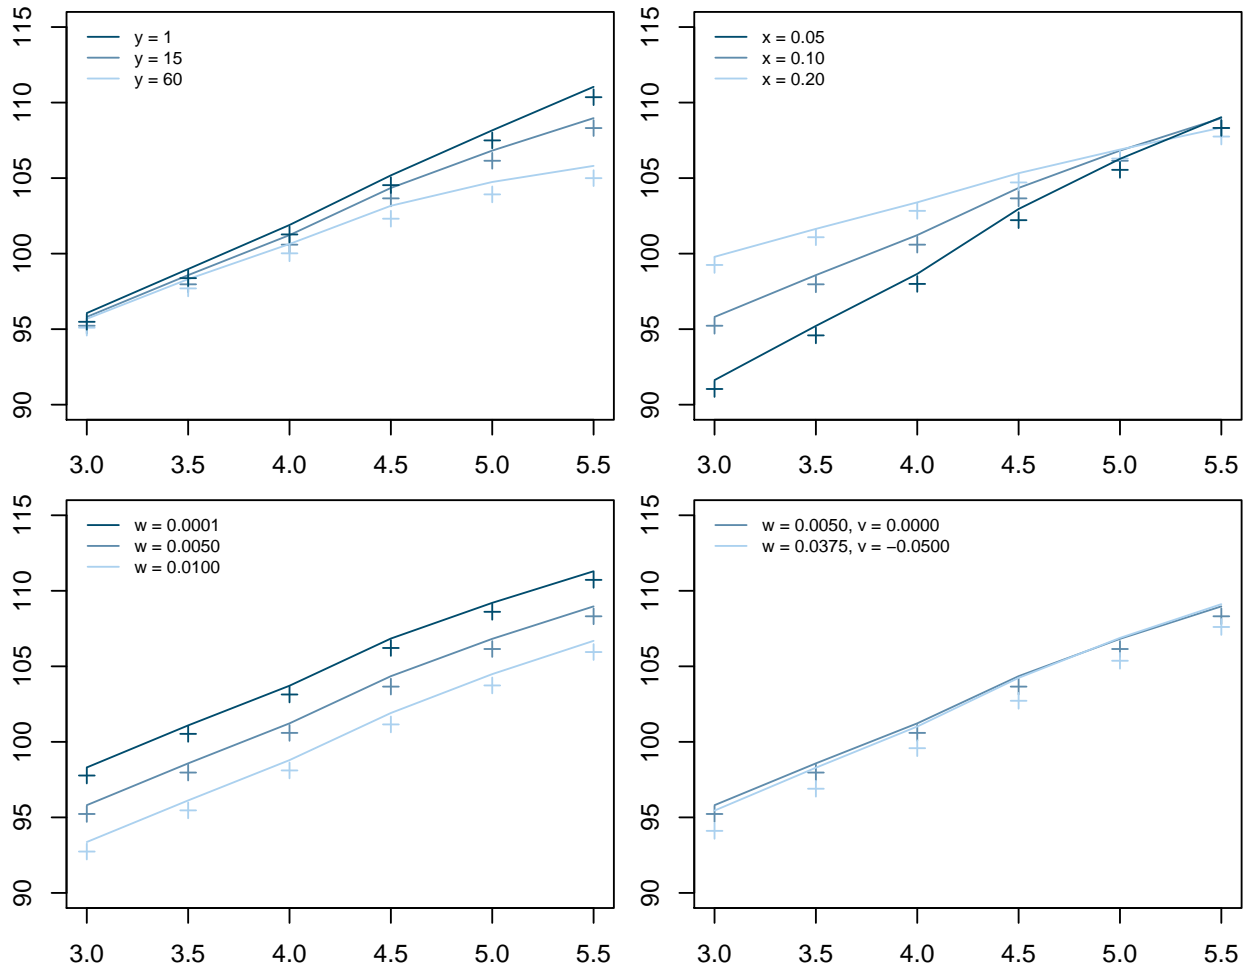 115
110
105
100
95
90
y = 1
y = 15
y = 60
3.0 3.5 4.0 4.5 5.0 5.5
115
110
105
100
95
90
x = 0.05
x = 0.10
x = 0.20
3.0 3.5 4.0 4.5 5.0 5.5
115
110
105
100
95
90
w = 0.0001
w = 0.0050
w = 0.0100
3.0 3.5 4.0 4.5 5.0 5.5
115
110
105
100
95
90
w = 0.0050, v = 0.0000
w = 0.0375, v = −0.0500
3.0 3.5 4.0 4.5 5.0 5.5